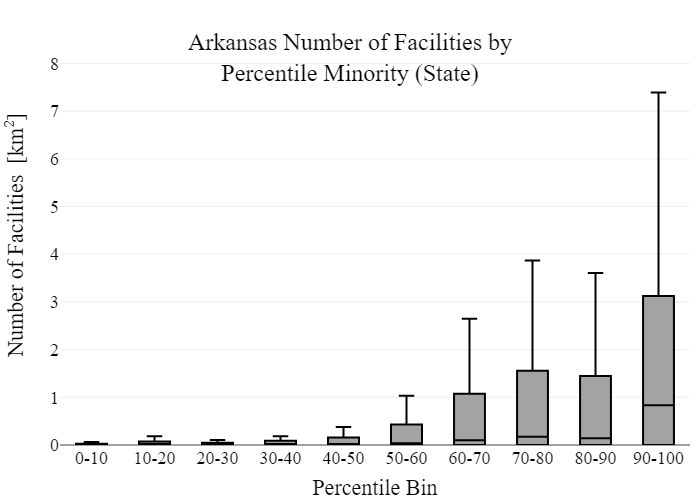 Arkansas Number of Facilities by
Percentile Minority (State)
Number of Facilities [km²]
8
7
6
5
4
3
2
1
0
0-10 10-20 20-30 30-40 40-50 50-60 60-70 70-80 80-90 90-100
Percentile Bin